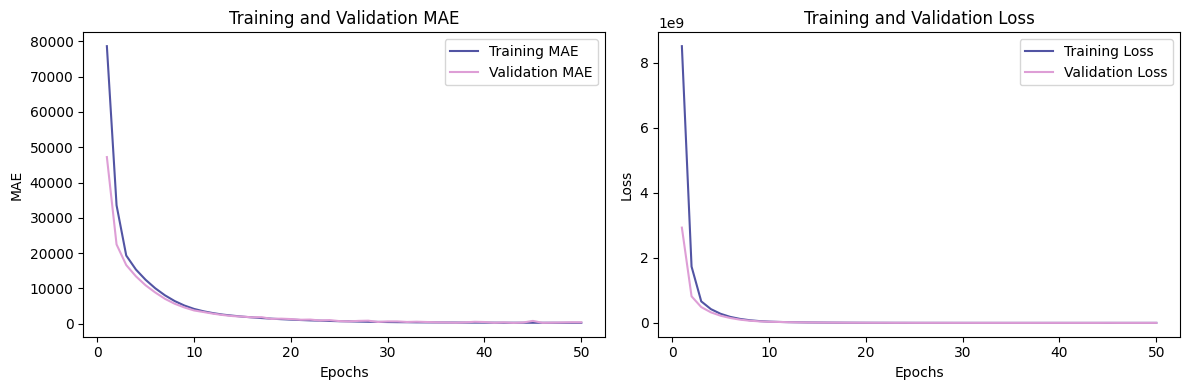 Training and Validation MAE
80000
70000
60000
50000
40000
30000
20000
10000
0
MAE
Training MAE
Validation MAE
0 10 20 30 40 50
Epochs
Training and Validation Loss
1e9
8
6
4
2
0
Loss
Training Loss
Validation Loss
0 10 20 30 40 50
Epochs